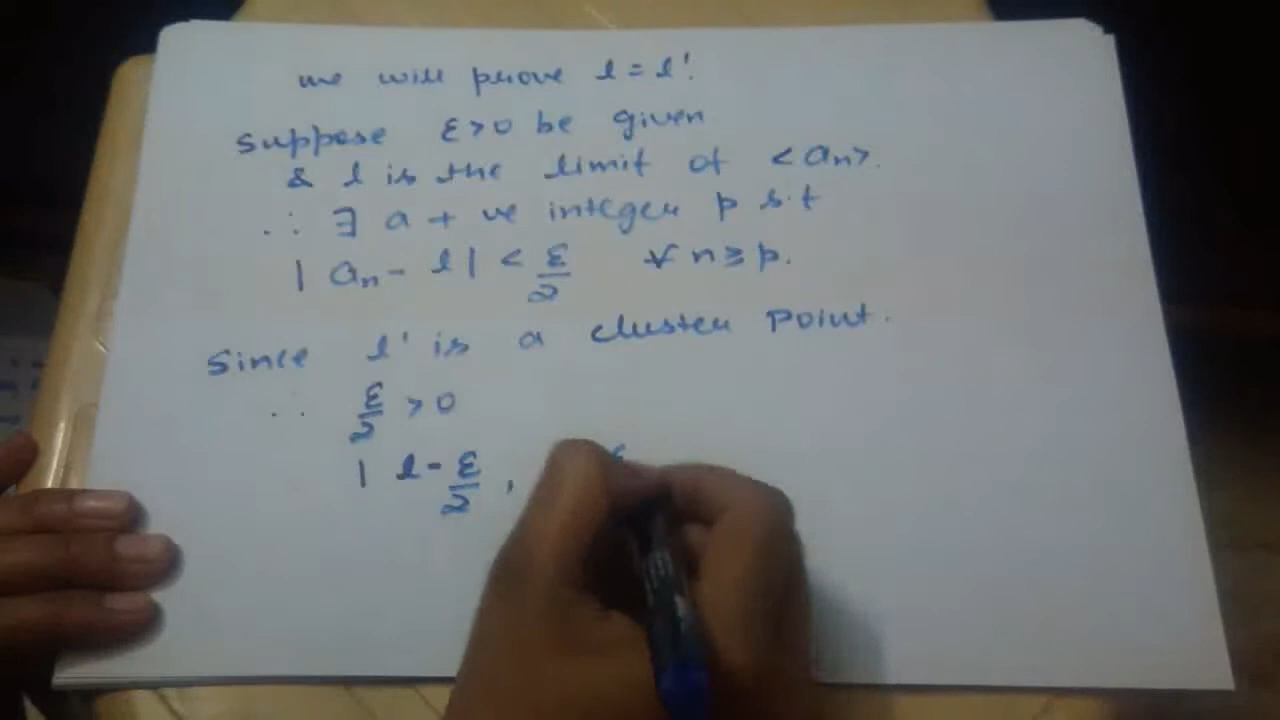 we will prove l = l'.
Suppose ε>0 be given
& l is the limit of <an>.
∴ ∃ a + ve integer p s.t
| an - l | < ε/2 ∀ n ≥ p.
Since l' is a cluster point.
∴ ε/2 > 0
| l - ε/2 ,